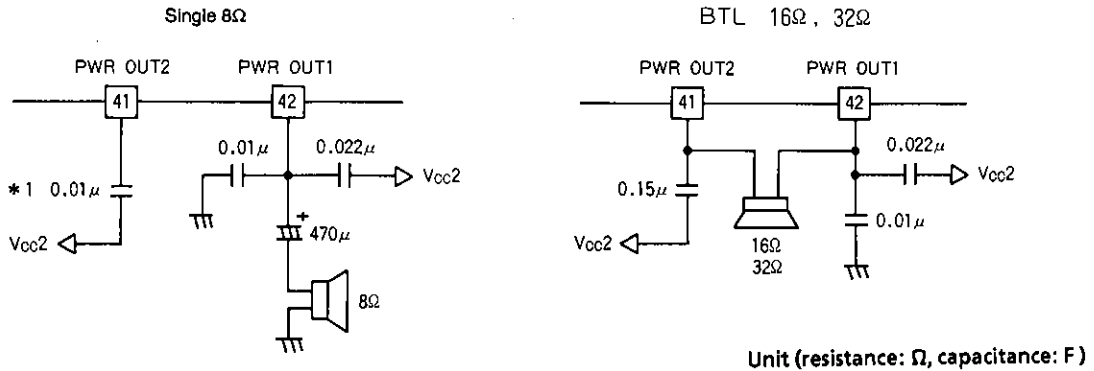 Single 8Ω
PWR OUT2 PWR OUT1
41 42
0.01μ 0.022μ
Vcc2
*1 0.01μ
Vcc2
+
470μ
8Ω
BTL 16Ω, 32Ω
PWR OUT2 PWR OUT1
41 42
0.022μ
Vcc2
0.15μ
0.01μ
Vcc2
16Ω
32Ω
Unit (resistance: Ω, capacitance: F)